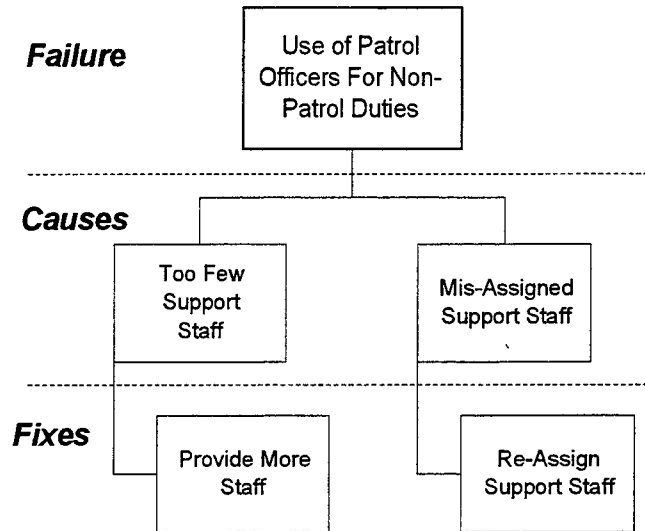 Failure
Use of Patrol
Officers For Non-
Patrol Duties
Causes
Too Few
Support
Staff
Mis-Assigned
Support Staff
Fixes
Provide More
Staff
Re-Assign
Support Staff